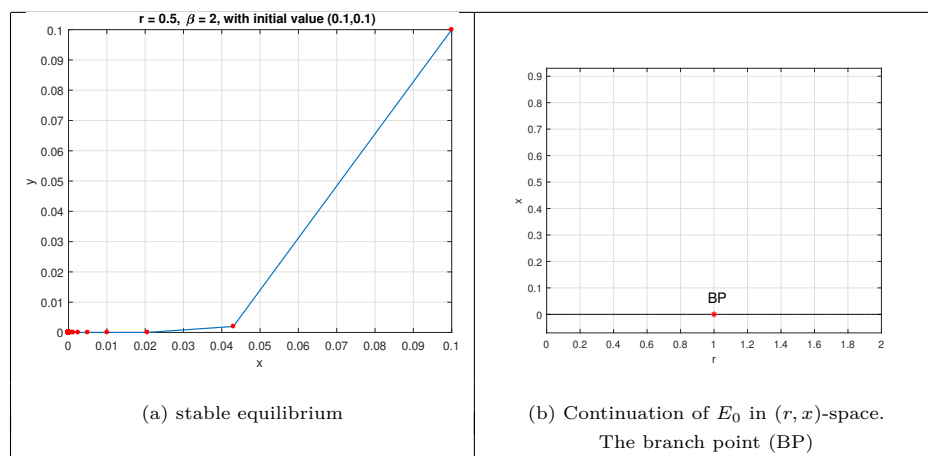 r = 0.5, β = 2, with initial value (0.1,0.1)
0.1
0.09
0.08
0.07
0.06
0.05
0.04
0.03
0.02
0.01
0
y
0 0.01 0.02 0.03 0.04 0.05 0.06 0.07 0.08 0.09 0.1
x
(a) stable equilibrium
0.9
0.8
0.7
0.6
0.5
0.4
0.3
0.2
0.1
0
x
BP
0 0.2 0.4 0.6 0.8 1 1.2 1.4 1.6 1.8 2
r
(b) Continuation of E₀ in (r, x)-space.
The branch point (BP)